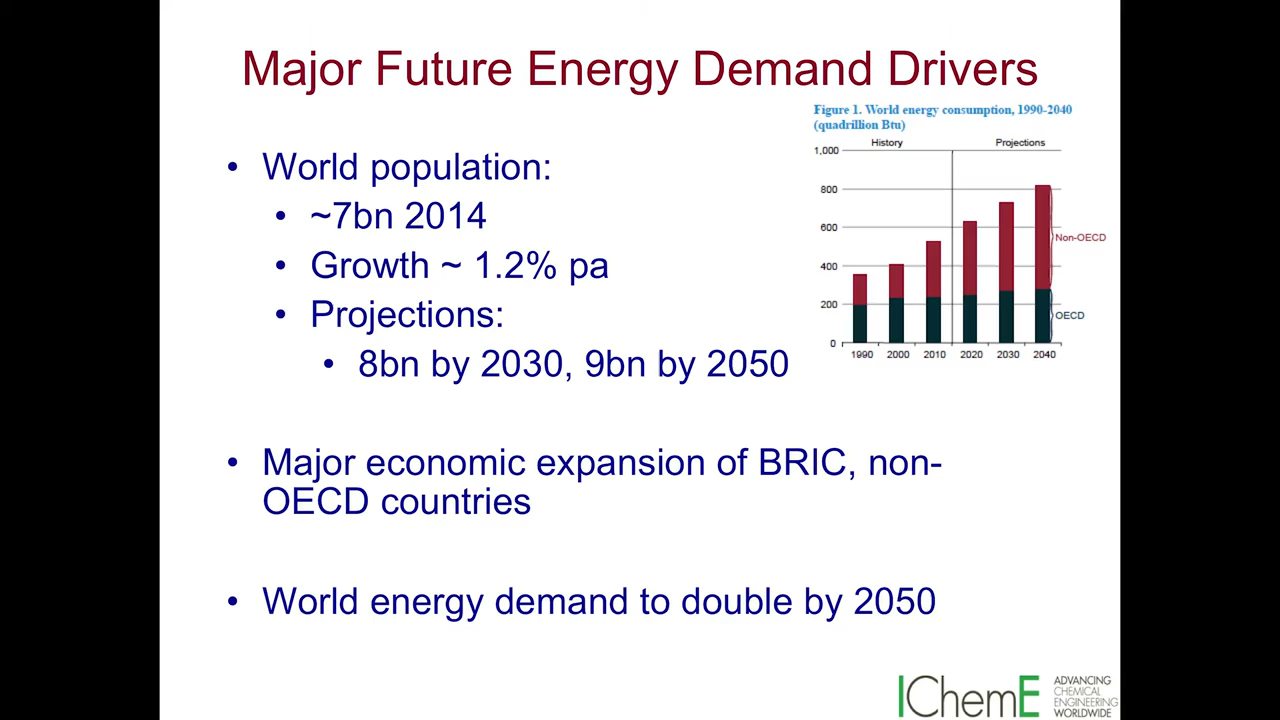 Major Future Energy Demand Drivers
Figure 1. World energy consumption, 1990-2040
(quadrillion Btu)
History
Projections
1,000
800
600
400
200
0
Non-OECD
OECD
1990 2000 2010 2020 2030 2040
• World population:
• ~7bn 2014
• Growth ~ 1.2% pa
• Projections:
• 8bn by 2030, 9bn by 2050
• Major economic expansion of BRIC, non-
OECD countries
• World energy demand to double by 2050
IChemE
ADVANCING
CHEMICAL
ENGINEERING
WORLDWIDE